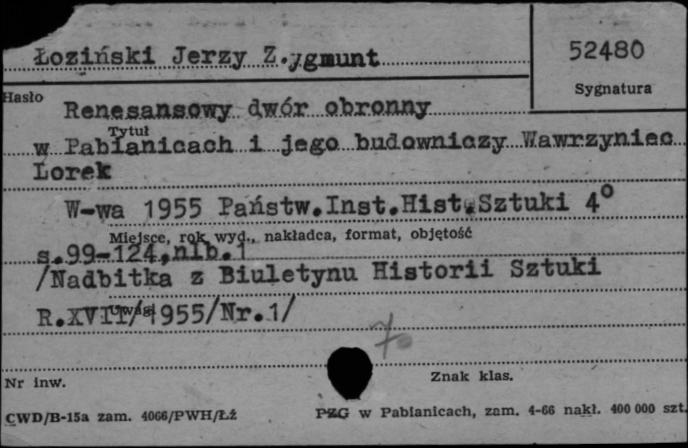 Łoziński Jerzy Z.ygmunt
52480
Sygnatura
Hasło
Renesansowy dwór obronny
Tytuł
w Pabianicach i jego budowniczy Wawrzyniec
Lorek
W-wa 1955 Państw.Inst.Hist.Sztuki 4°
Miejsce, rok wyd., nakładca, format, objętość
s.99-124,nlb.1
/Nadbitka z Biuletynu Historii Sztuki
Uwagi
R.XVII/1955/Nr.1/
Nr inw.
Znak klas.
CWD/B-15a zam. 4066/PWH/Łź
PZG w Pabianicach, zam. 4-66 nakł. 400 000 szt.